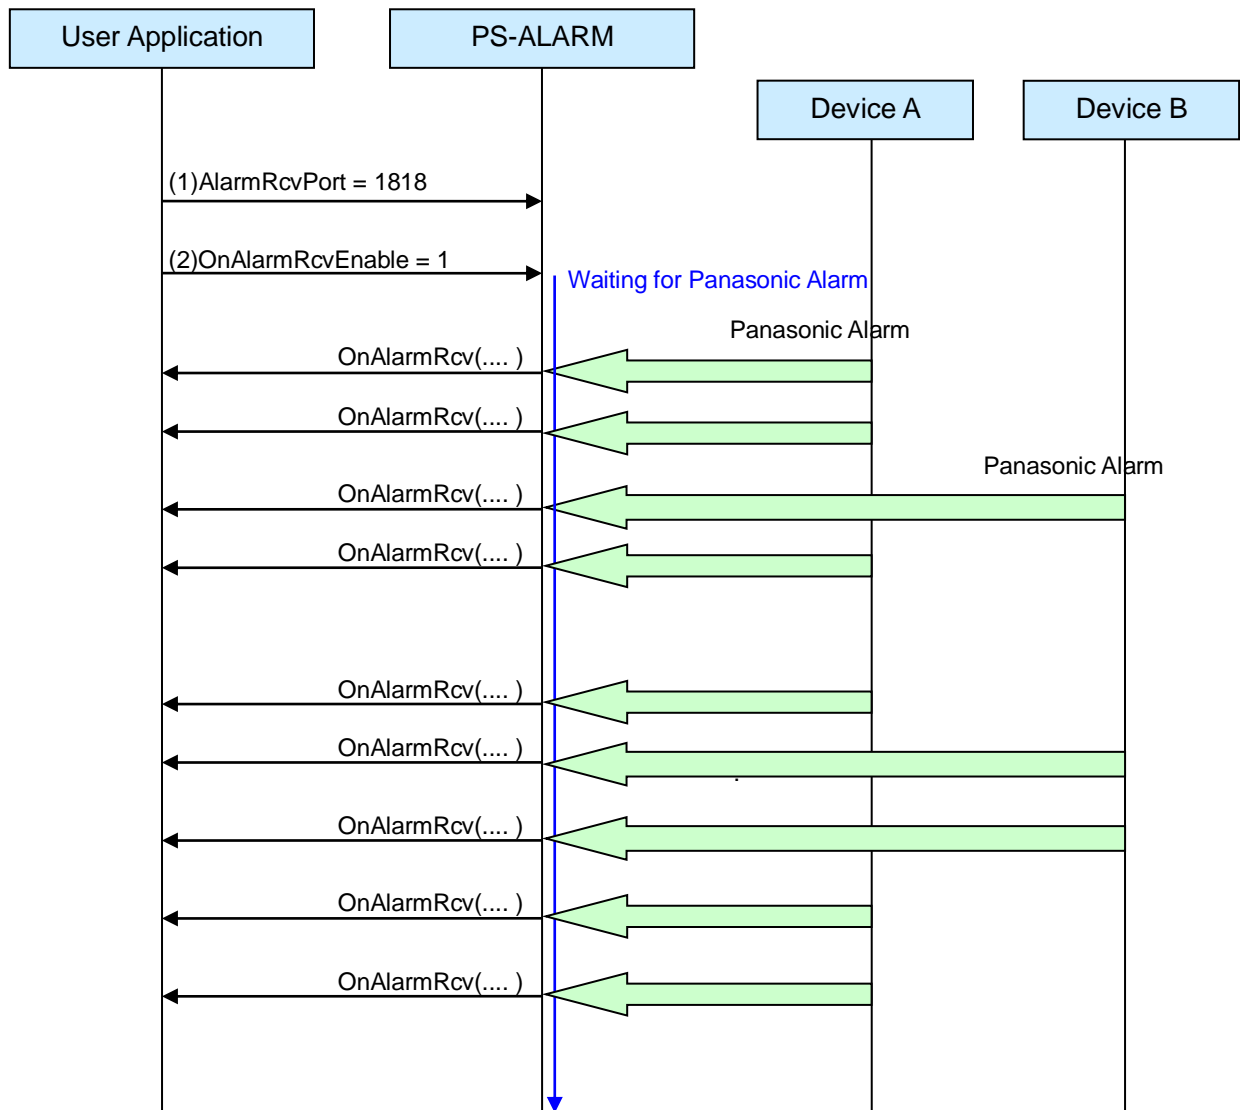 User Application
PS-ALARM
Device A
Device B
(1)AlarmRcvPort = 1818
(2)OnAlarmRcvEnable = 1
Waiting for Panasonic Alarm
Panasonic Alarm
OnAlarmRcv(.... )
OnAlarmRcv(.... )
Panasonic Alarm
OnAlarmRcv(.... )
OnAlarmRcv(.... )
OnAlarmRcv(.... )
OnAlarmRcv(.... )
OnAlarmRcv(.... )
OnAlarmRcv(.... )
OnAlarmRcv(.... )